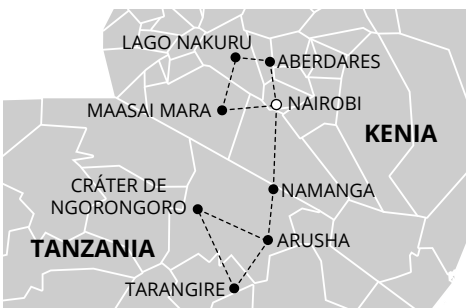 LAGO NAKURU
ABERDARES
MAASAI MARA
NAIROBI
KENIA
CRÁTER DE
NGORONGORO
NAMANGA
TANZANIA
ARUSHA
TARANGIRE